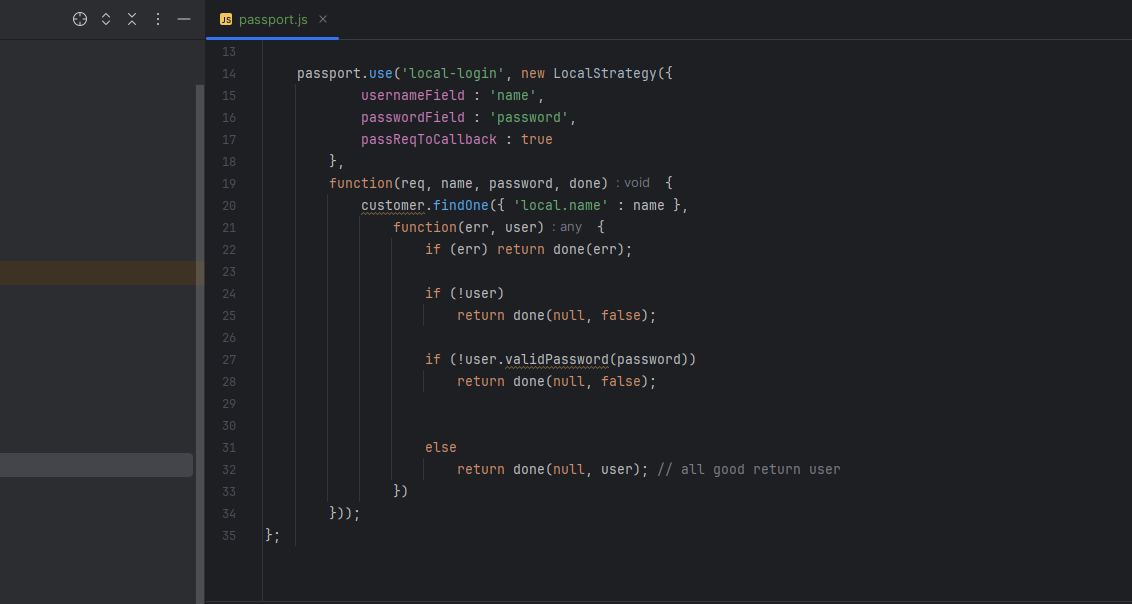 JS passport.js ×
13
14 passport.use('local-login', new LocalStrategy({
15 usernameField : 'name',
16 passwordField : 'password',
17 passReqToCallback : true
18 },
19 function(req, name, password, done) : void {
20 customer.findOne({ 'local.name' : name },
21 function(err, user) : any {
22 if (err) return done(err);
23
24 if (!user)
25 return done(null, false);
26
27 if (!user.validPassword(password))
28 return done(null, false);
29
30
31 else
32 return done(null, user); // all good return user
33 })
34 }));
35 };